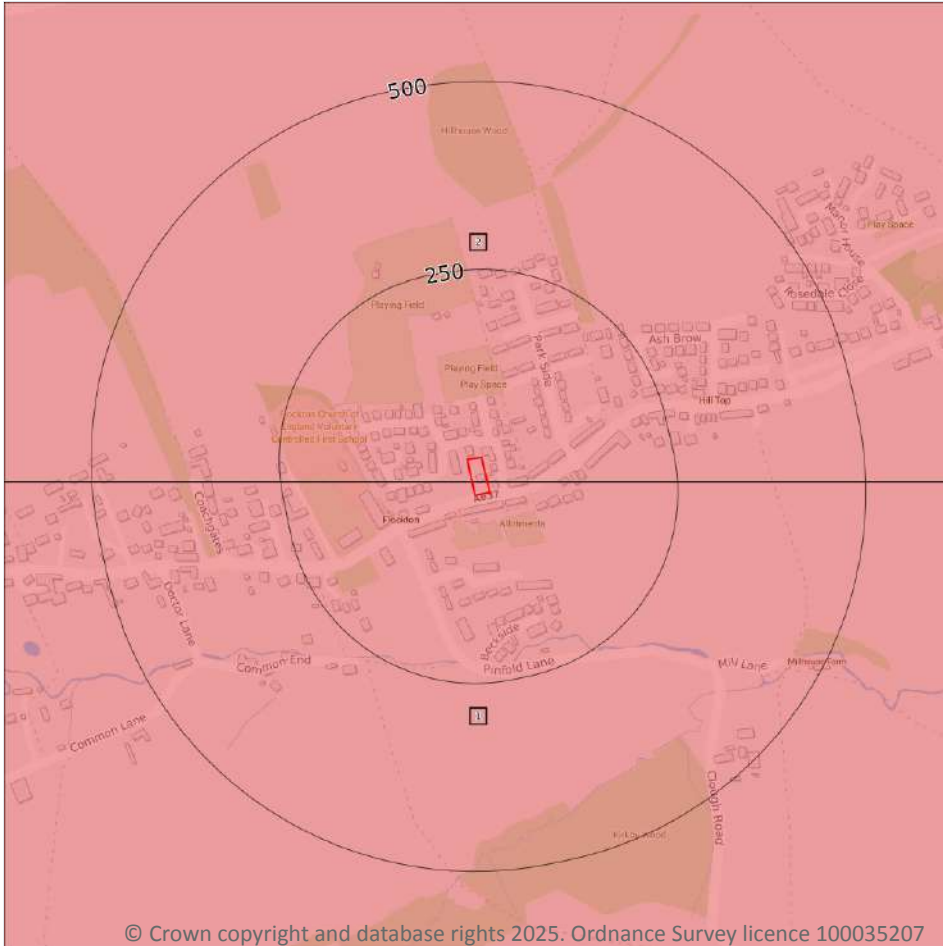 500
Hillhouse Wood
Manor House
Play Space
2
250
Rosedale Close
Playing Field
Park Side
Ash Brow
Playing Field
Play Space
Hill Top
Flockton Church of
England Voluntary
Controlled First School
A637
Coachgates
Flockton
Allotments
Doctor Lane
Beckside
Common End
Pinfold Lane
Mill Lane
Millhouse Farm
1
Common Lane
Clough Road
Kirkby Wood
© Crown copyright and database rights 2025. Ordnance Survey licence 100035207